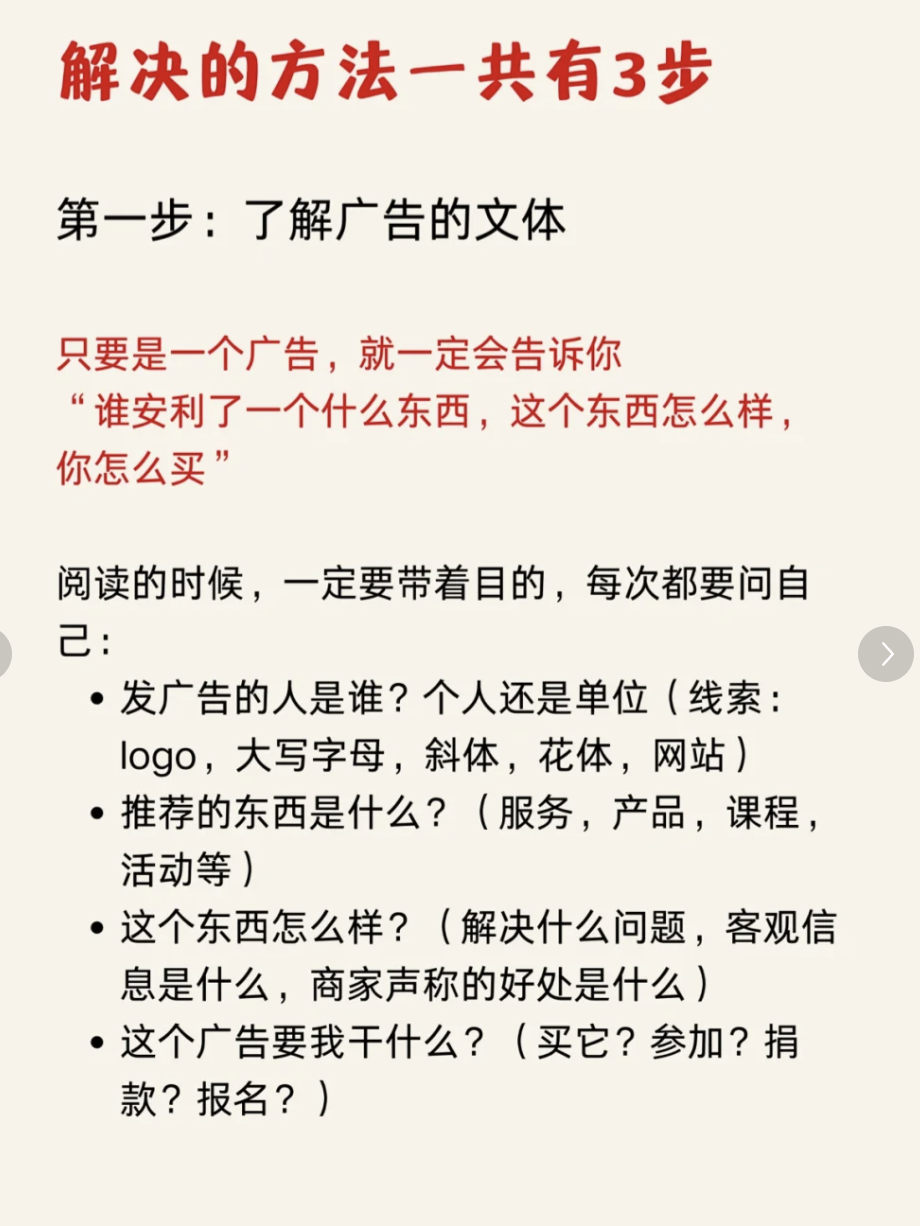 解决的方法一共有3步
第一步：了解广告的文体
只要是一个广告，就一定会告诉你
“谁安利了一个什么东西，这个东西怎么样，
你怎么买”
阅读的时候，一定要带着目的，每次都要问自
己：
• 发广告的人是谁？个人还是单位（线索：
logo，大写字母，斜体，花体，网站）
• 推荐的东西是什么？（服务，产品，课程，
活动等）
• 这个东西怎么样？（解决什么问题，客观信
息是什么，商家声称的好处是什么）
• 这个广告要我干什么？（买它？参加？捐
款？报名？）